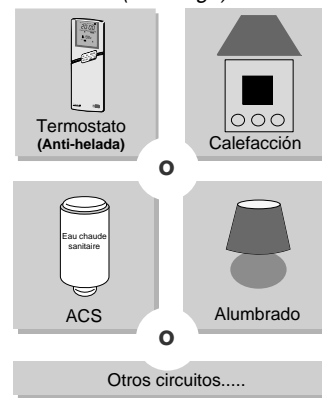 Termostato
(Anti-helada)
Calefacción
O
Eau chaude
sanitaire
ACS
Alumbrado
O
Otros circuitos.....